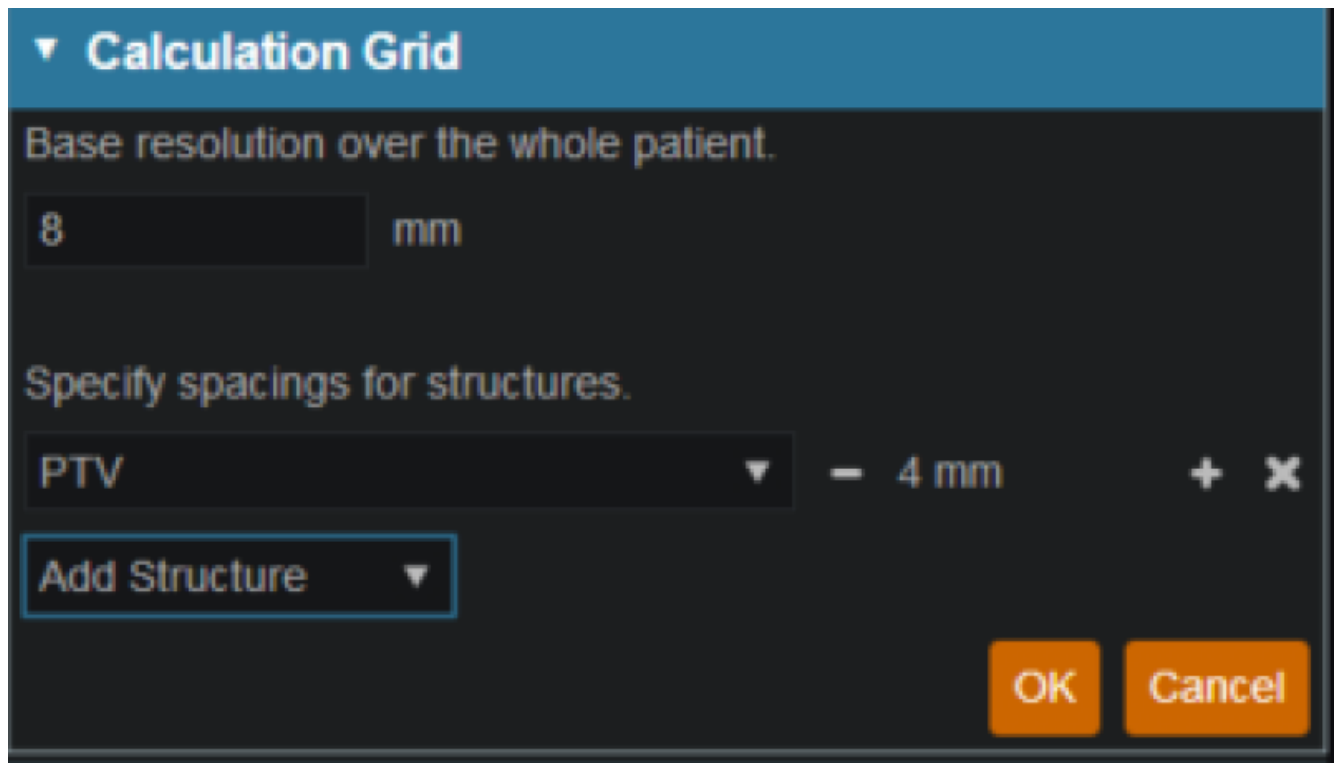 Calculation Grid
Base resolution over the whole patient.
8 mm
Specify spacings for structures.
PTV 4 mm
Add Structure
OK Cancel